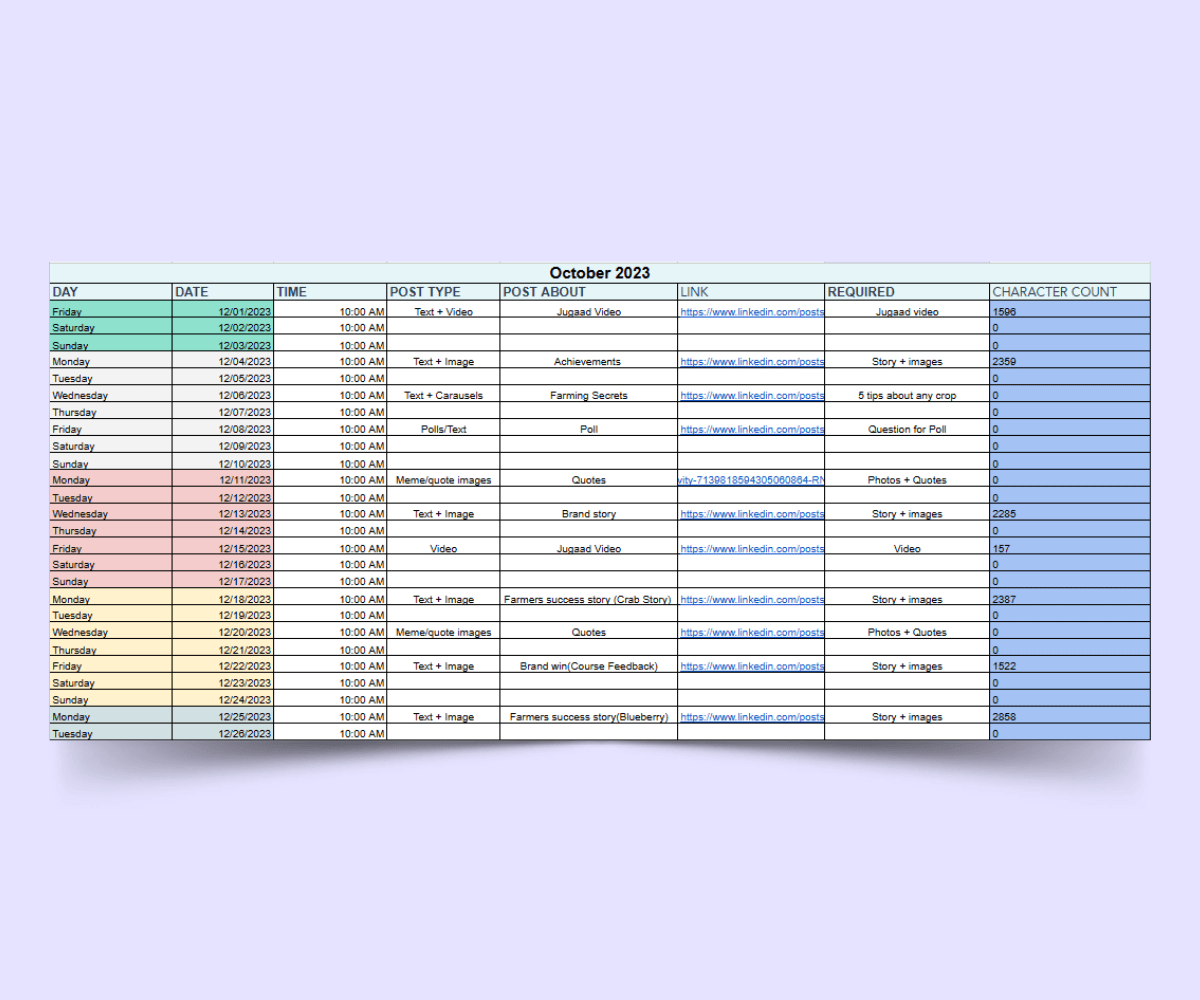 October 2023
DAY DATE TIME POST TYPE POST ABOUT LINK REQUIRED CHARACTER COUNT
Friday 12/01/2023 10:00 AM Text + Video Jugaad Video https://www.linkedin.com/posts Jugaad video 1596
Saturday 12/02/2023 10:00 AM 0
Sunday 12/03/2023 10:00 AM 0
Monday 12/04/2023 10:00 AM Text + Image Achievements https://www.linkedin.com/posts Story + images 2359
Tuesday 12/05/2023 10:00 AM 0
Wednesday 12/06/2023 10:00 AM Text + Carausels Farming Secrets https://www.linkedin.com/posts 5 tips about any crop 0
Thursday 12/07/2023 10:00 AM 0
Friday 12/08/2023 10:00 AM Polls/Text Poll https://www.linkedin.com/posts Question for Poll 0
Saturday 12/09/2023 10:00 AM 0
Sunday 12/10/2023 10:00 AM 0
Monday 12/11/2023 10:00 AM Meme/quote images Quotes vity-7139818594305060864-RN Photos + Quotes 0
Tuesday 12/12/2023 10:00 AM 0
Wednesday 12/13/2023 10:00 AM Text + Image Brand story https://www.linkedin.com/posts Story + images 2285
Thursday 12/14/2023 10:00 AM 0
Friday 12/15/2023 10:00 AM Video Jugaad Video https://www.linkedin.com/posts Video 157
Saturday 12/16/2023 10:00 AM 0
Sunday 12/17/2023 10:00 AM 0
Monday 12/18/2023 10:00 AM Text + Image Farmers success story (Crab Story) https://www.linkedin.com/posts Story + images 2387
Tuesday 12/19/2023 10:00 AM 0
Wednesday 12/20/2023 10:00 AM Meme/quote images Quotes https://www.linkedin.com/posts Photos + Quotes 0
Thursday 12/21/2023 10:00 AM 0
Friday 12/22/2023 10:00 AM Text + Image Brand win(Course Feedback) https://www.linkedin.com/posts Story + images 1522
Saturday 12/23/2023 10:00 AM 0
Sunday 12/24/2023 10:00 AM 0
Monday 12/25/2023 10:00 AM Text + Image Farmers success story(Blueberry) https://www.linkedin.com/posts Story + images 2858
Tuesday 12/26/2023 10:00 AM 0